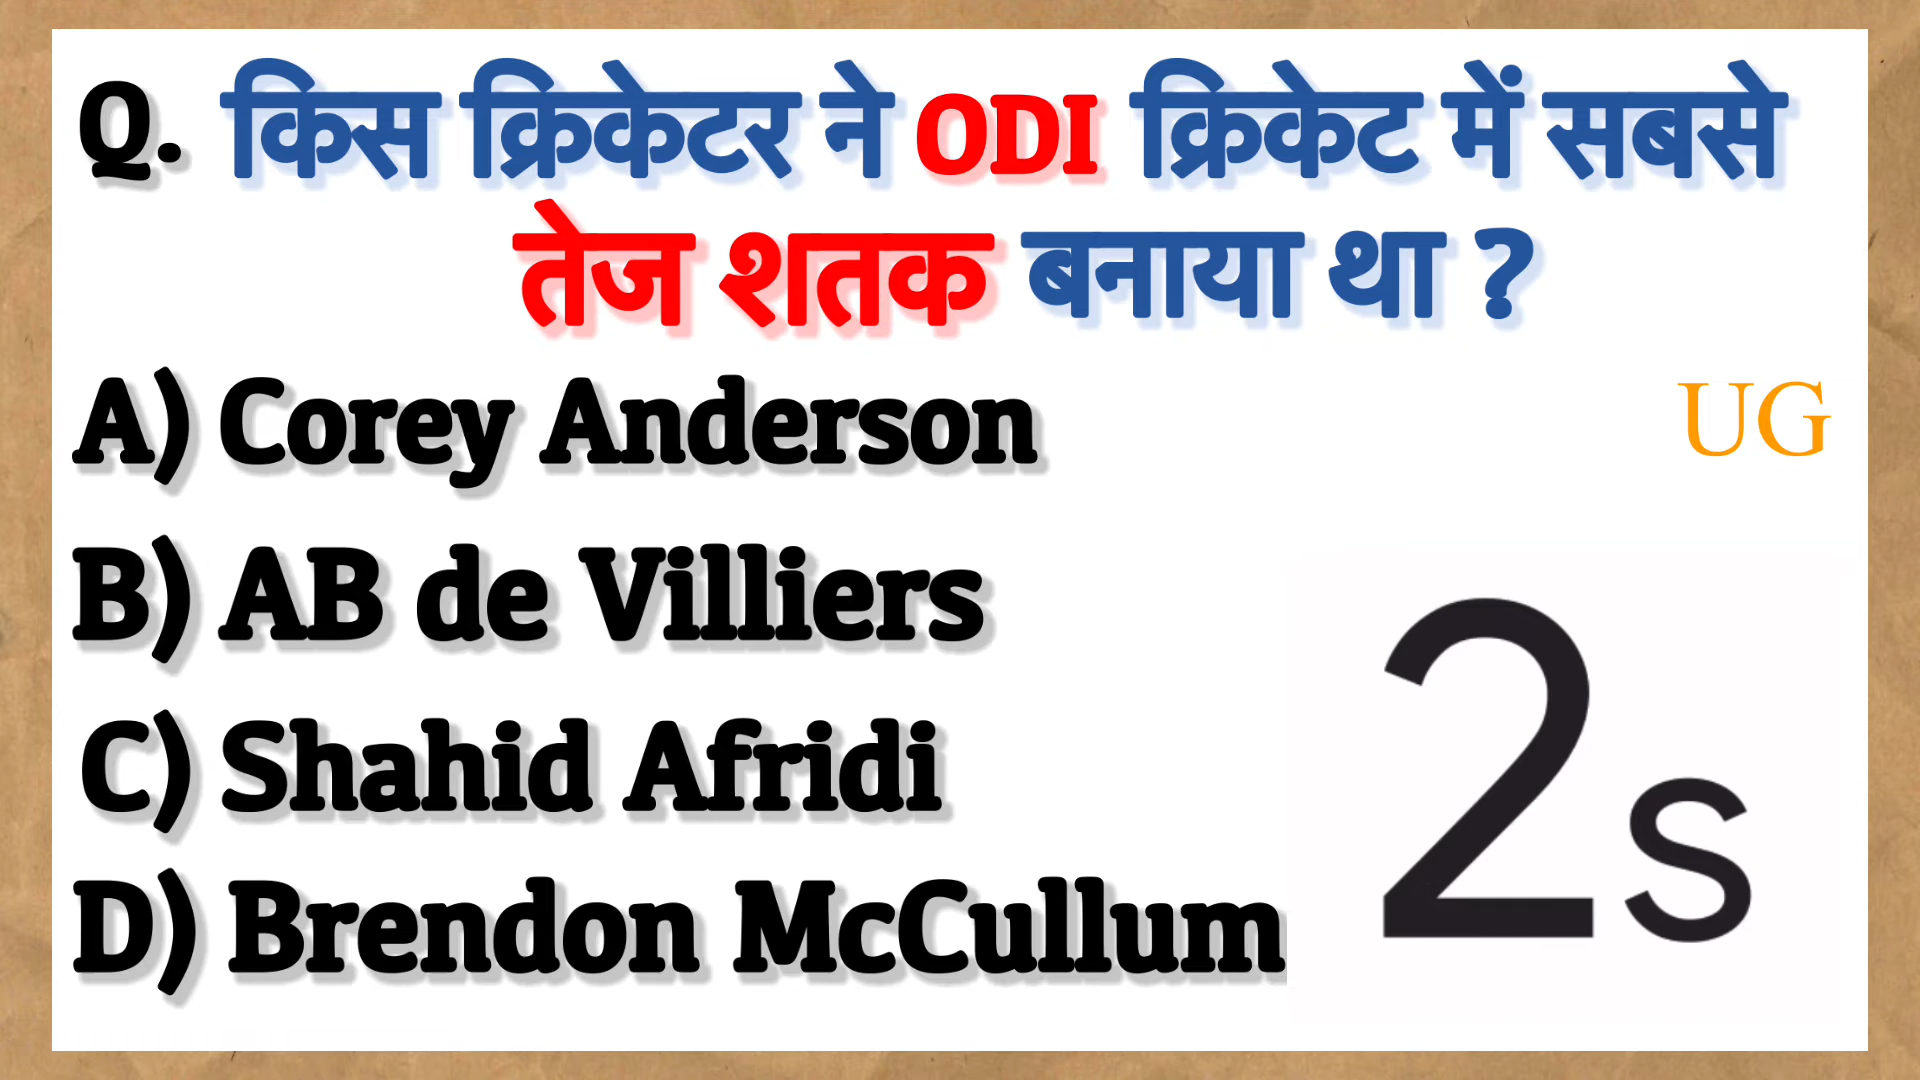 Q. किस क्रिकेटर ने ODI क्रिकेट में सबसे
तेज शतक बनाया था ?
A) Corey Anderson
UG
B) AB de Villiers
C) Shahid Afridi
D) Brendon McCullum
2s